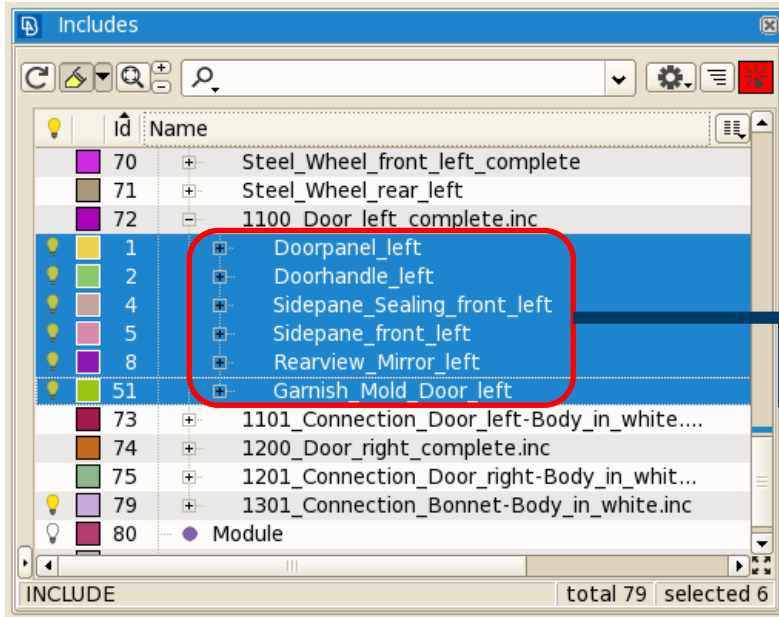 Includes
Id Name
70 Steel_Wheel_front_left_complete
71 Steel_Wheel_rear_left
72 1100_Door_left_complete.inc
1 Doorpanel_left
2 Doorhandle_left
4 Sidepane_Sealing_front_left
5 Sidepane_front_left
8 Rearview_Mirror_left
51 Garnish_Mold_Door_left
73 1101_Connection_Door_left-Body_in_white....
74 1200_Door_right_complete.inc
75 1201_Connection_Door_right-Body_in_whit...
79 1301_Connection_Bonnet-Body_in_white.inc
80 Module
INCLUDE total 79 selected 6